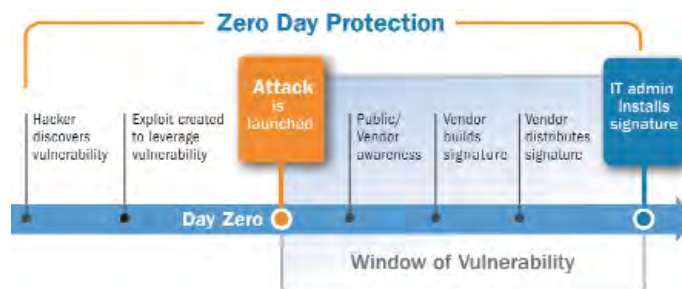 Zero Day Protection
Attack
is
launched
IT admin
Installs
signature
Hacker
discovers
vulnerability
Exploit created
to leverage
vulnerability
Public/
Vendor
awareness
Vendor
builds
signature
Vendor
distributes
signature
Day Zero
Window of Vulnerability